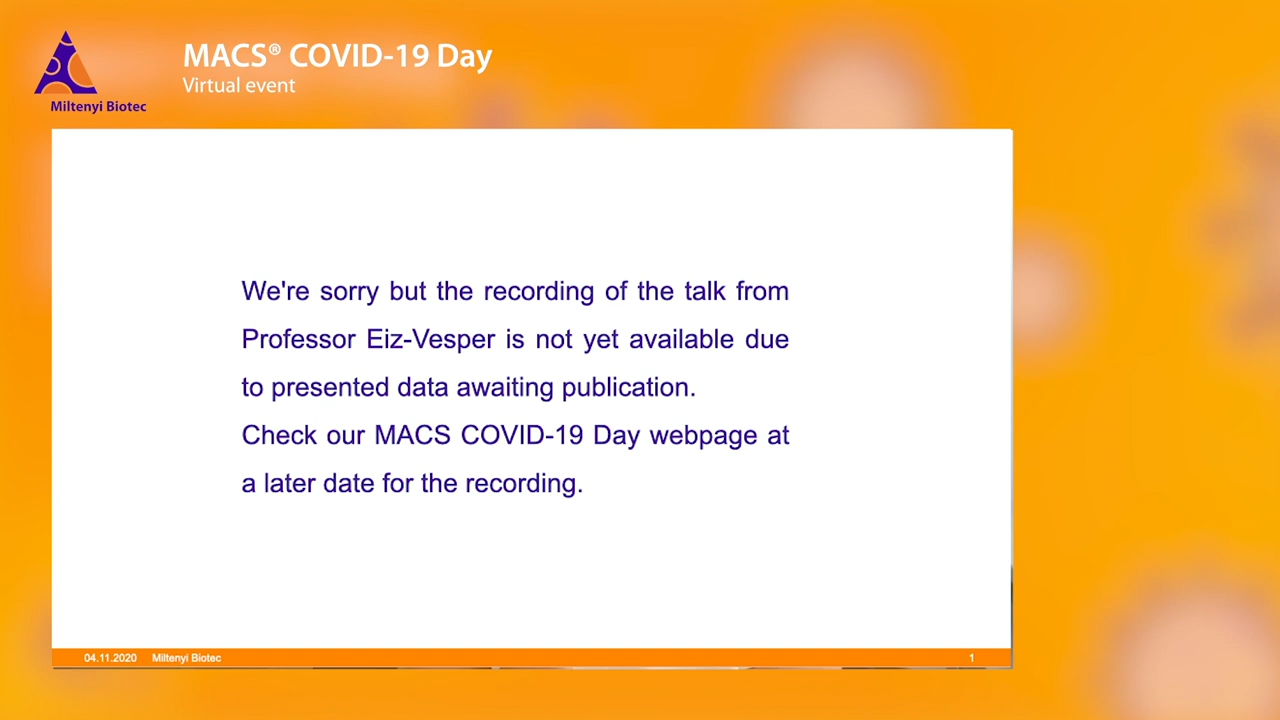 MACS® COVID-19 Day
Virtual event
Miltenyi Biotec
We're sorry but the recording of the talk from
Professor Eiz-Vesper is not yet available due
to presented data awaiting publication.
Check our MACS COVID-19 Day webpage at
a later date for the recording.
04.11.2020 Miltenyi Biotec 1